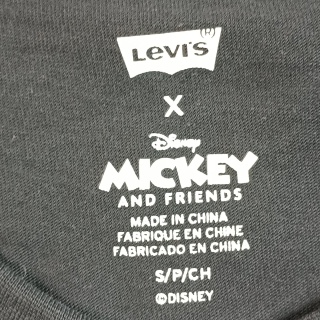 LEVI'S®
X
Disney
MICKEY
AND FRIENDS
MADE IN CHINA
FABRIQUE EN CHINE
FABRICADO EN CHINA
S/P/CH
©DISNEY